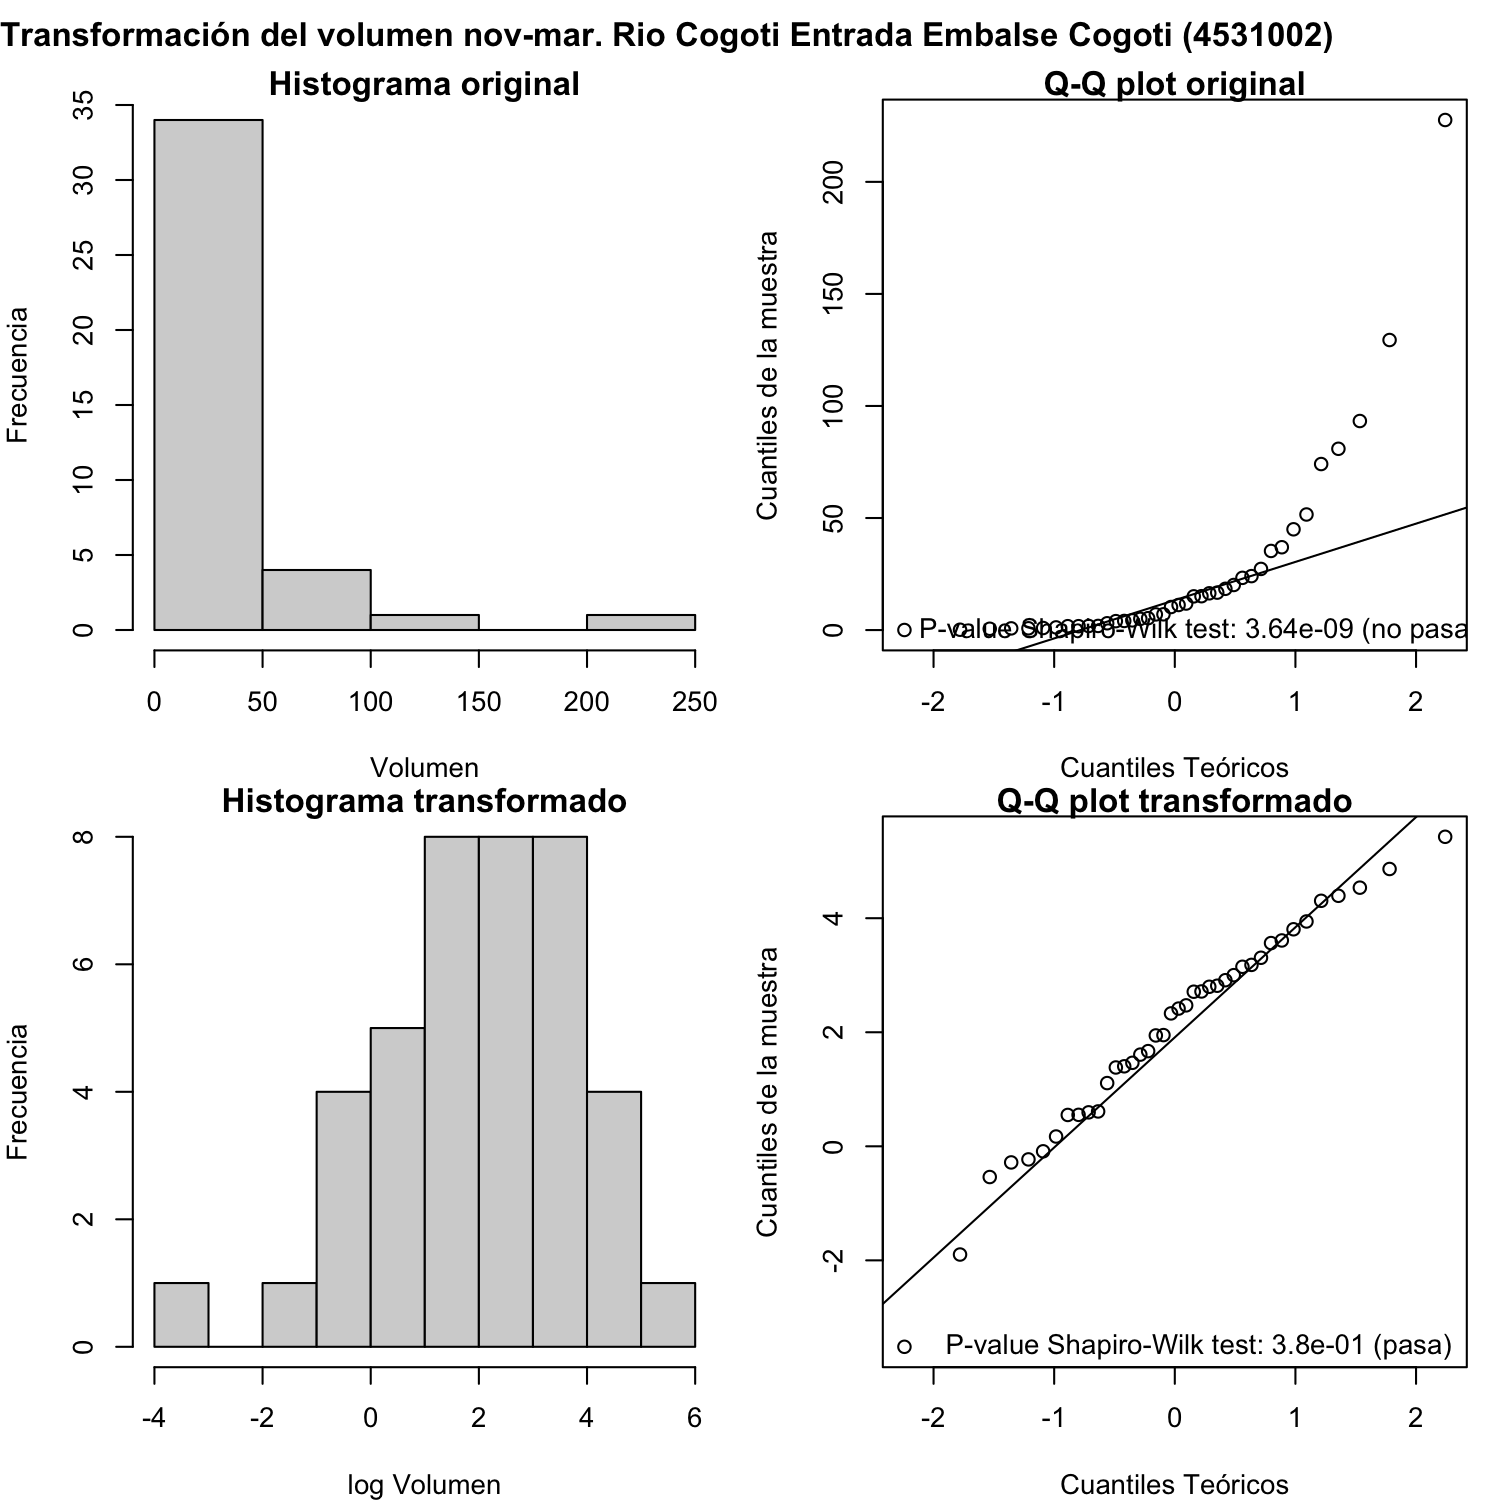 Transformación del volumen nov-mar. Rio Cogoti Entrada Embalse Cogoti (4531002)
Histograma original
Frecuencia
35
30
25
20
15
10
5
0
0 50 100 150 200 250
Volumen
Q-Q plot original
Cuantiles de la muestra
200
150
100
50
0
P-value Shapiro-Wilk test: 3.64e-09 (no pasa
-2 -1 0 1 2
Cuantiles Teóricos
Histograma transformado
Frecuencia
8
6
4
2
0
-4 -2 0 2 4 6
log Volumen
Q-Q plot transformado
Cuantiles de la muestra
4
2
0
-2
P-value Shapiro-Wilk test: 3.8e-01 (pasa)
-2 -1 0 1 2
Cuantiles Teóricos